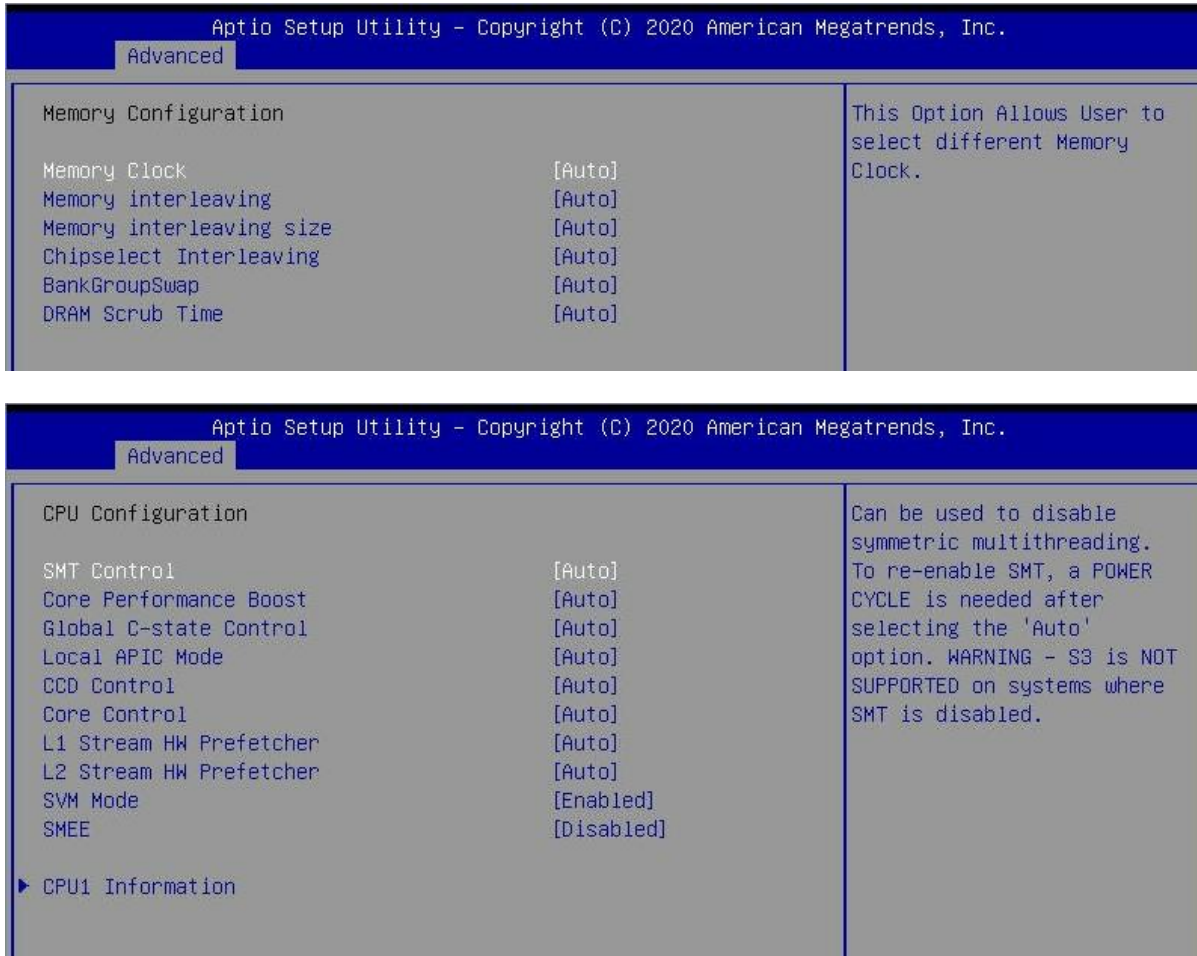 Aptio Setup Utility – Copyright (C) 2020 American Megatrends, Inc.
Advanced
Memory Configuration
Memory Clock [Auto]
Memory interleaving [Auto]
Memory interleaving size [Auto]
Chipselect Interleaving [Auto]
BankGroupSwap [Auto]
DRAM Scrub Time [Auto]
This Option Allows User to
select different Memory
Clock.
Aptio Setup Utility – Copyright (C) 2020 American Megatrends, Inc.
Advanced
CPU Configuration
SMT Control [Auto]
Core Performance Boost [Auto]
Global C-state Control [Auto]
Local APIC Mode [Auto]
CCD Control [Auto]
Core Control [Auto]
L1 Stream HW Prefetcher [Auto]
L2 Stream HW Prefetcher [Auto]
SVM Mode [Enabled]
SMEE [Disabled]
CPU1 Information
Can be used to disable
symmetric multithreading.
To re-enable SMT, a POWER
CYCLE is needed after
selecting the 'Auto'
option. WARNING – S3 is NOT
SUPPORTED on systems where
SMT is disabled.